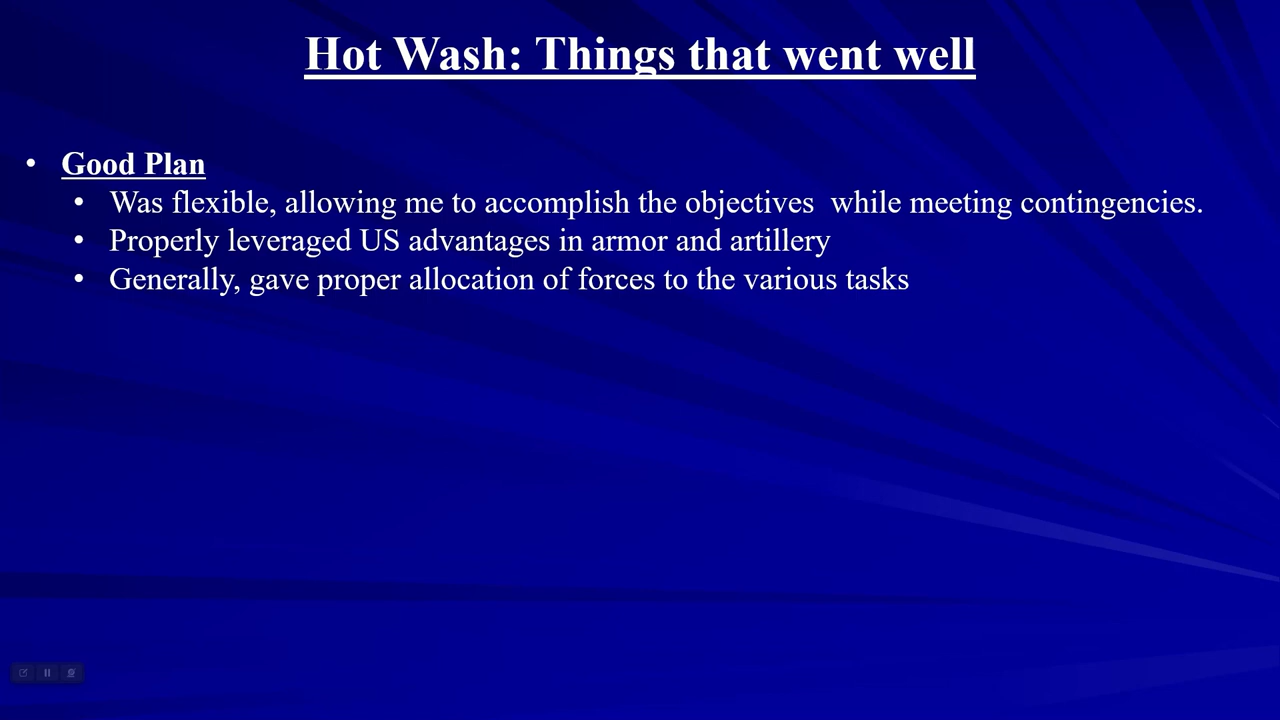 Hot Wash: Things that went well
• Good Plan
• Was flexible, allowing me to accomplish the objectives  while meeting contingencies.
• Properly leveraged US advantages in armor and artillery
• Generally, gave proper allocation of forces to the various tasks